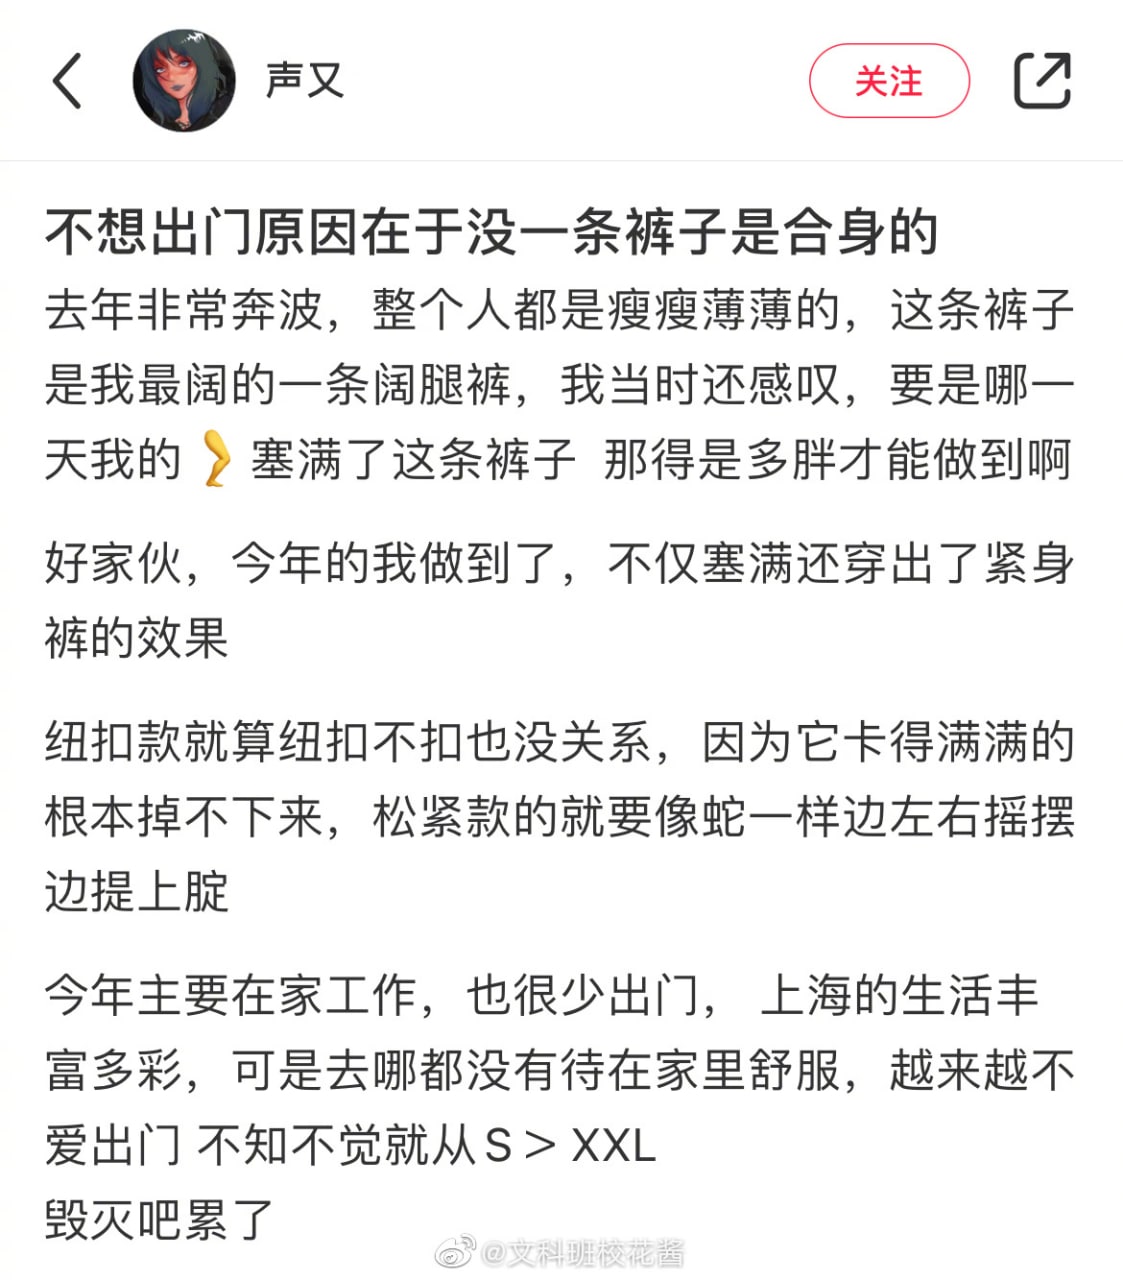 声又
关注
不想出门原因在于没一条裤子是合身的
去年非常奔波，整个人都是瘦瘦薄薄的，这条裤子
是我最阔的一条阔腿裤，我当时还感叹，要是哪一
天我的🦵塞满了这条裤子 那得是多胖才能做到啊
好家伙，今年的我做到了，不仅塞满还穿出了紧身
裤的效果
纽扣款就算纽扣不扣也没关系，因为它卡得满满的
根本掉不下来，松紧款的就要像蛇一样边左右摇摆
边提上腚
今年主要在家工作，也很少出门， 上海的生活丰
富多彩，可是去哪都没有待在家里舒服，越来越不
爱出门 不知不觉就从S > XXL
毁灭吧累了
@文科班校花酱